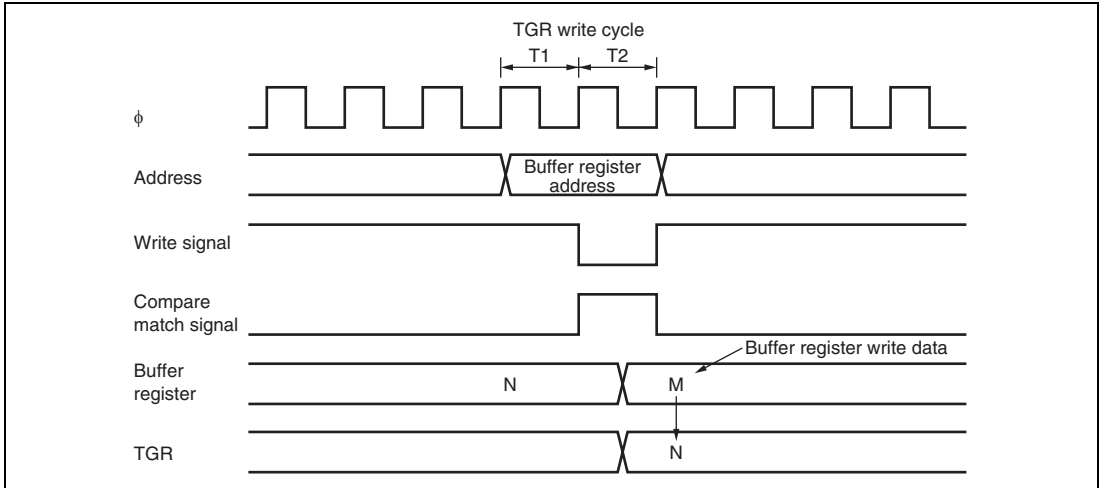 TGR write cycle
T1 T2
ϕ
Address
Buffer register
address
Write signal
Compare
match signal
Buffer register write data
Buffer
register
N M
TGR
N